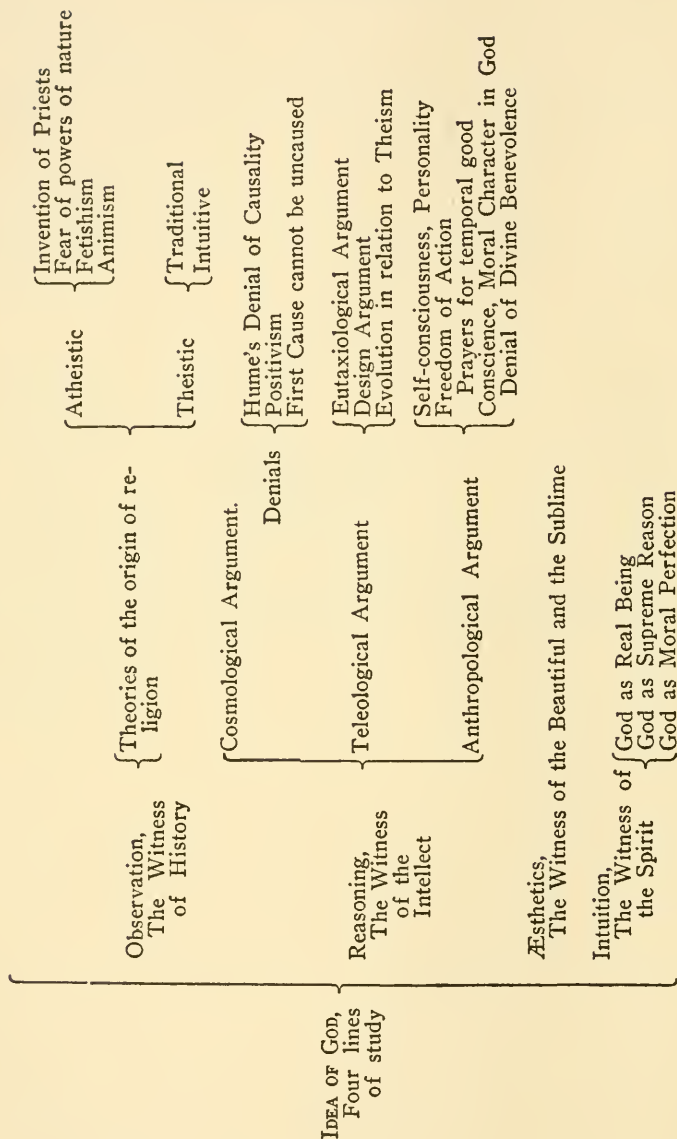 IDEA OF GOD,
Four lines
of study
Observation,
The Witness
of History
Theories of the origin of re-
ligion
Atheistic
Invention of Priests
Fear of powers of nature
Fetishism
Animism
Theistic
Traditional
Intuitive
Reasoning,
The Witness
of the
Intellect
Cosmological Argument.
Denials
Hume's Denial of Causality
Positivism
First Cause cannot be uncaused
Teleological Argument
Eutaxiological Argument
Design Argument
Evolution in relation to Theism
Anthropological Argument
Self-consciousness, Personality
Freedom of Action
Prayers for temporal good
Conscience, Moral Character in God
Denial of Divine Benevolence
Æsthetics,
The Witness of the Beautiful and the Sublime
Intuition,
The Witness of
the Spirit
God as Real Being
God as Supreme Reason
God as Moral Perfection